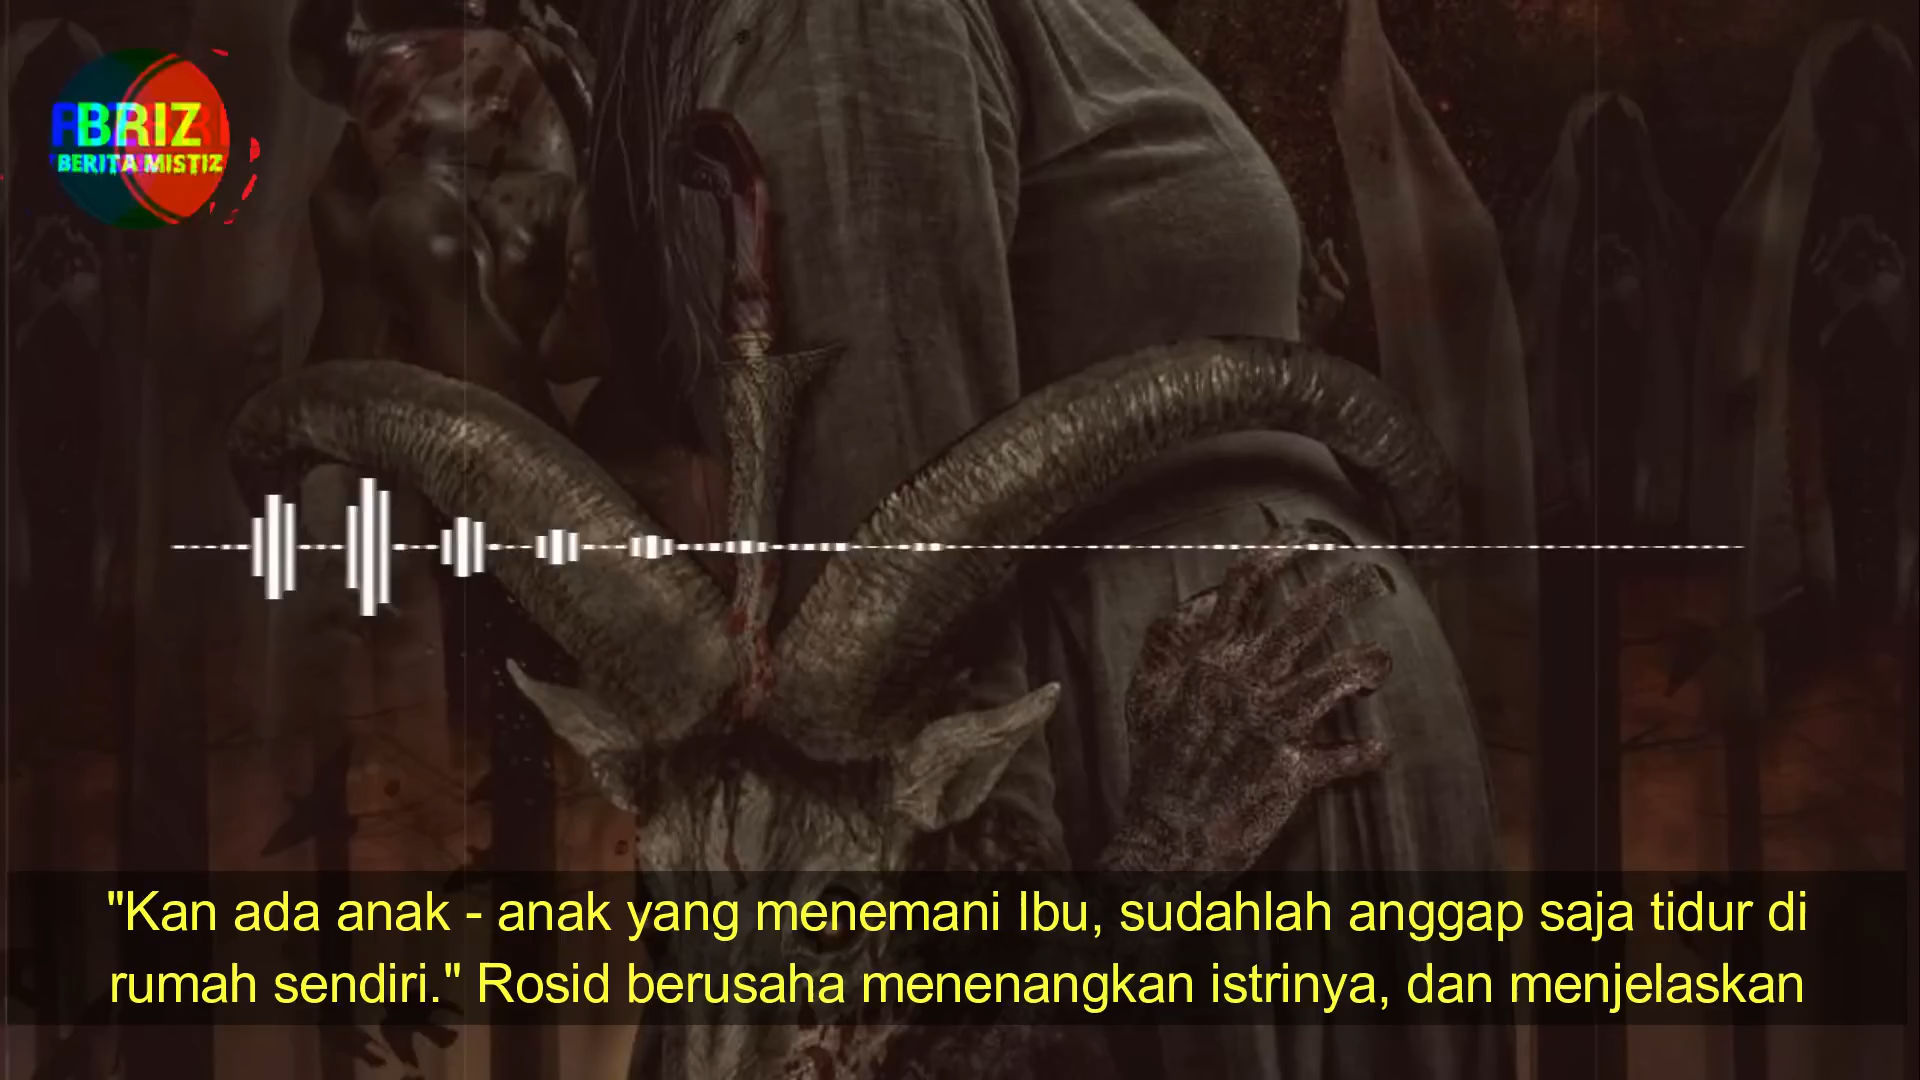 BRIZ
BERITA MISTIZ
"Kan ada anak - anak yang menemani Ibu, sudahlah anggap saja tidur di
rumah sendiri." Rosid berusaha menenangkan istrinya, dan menjelaskan